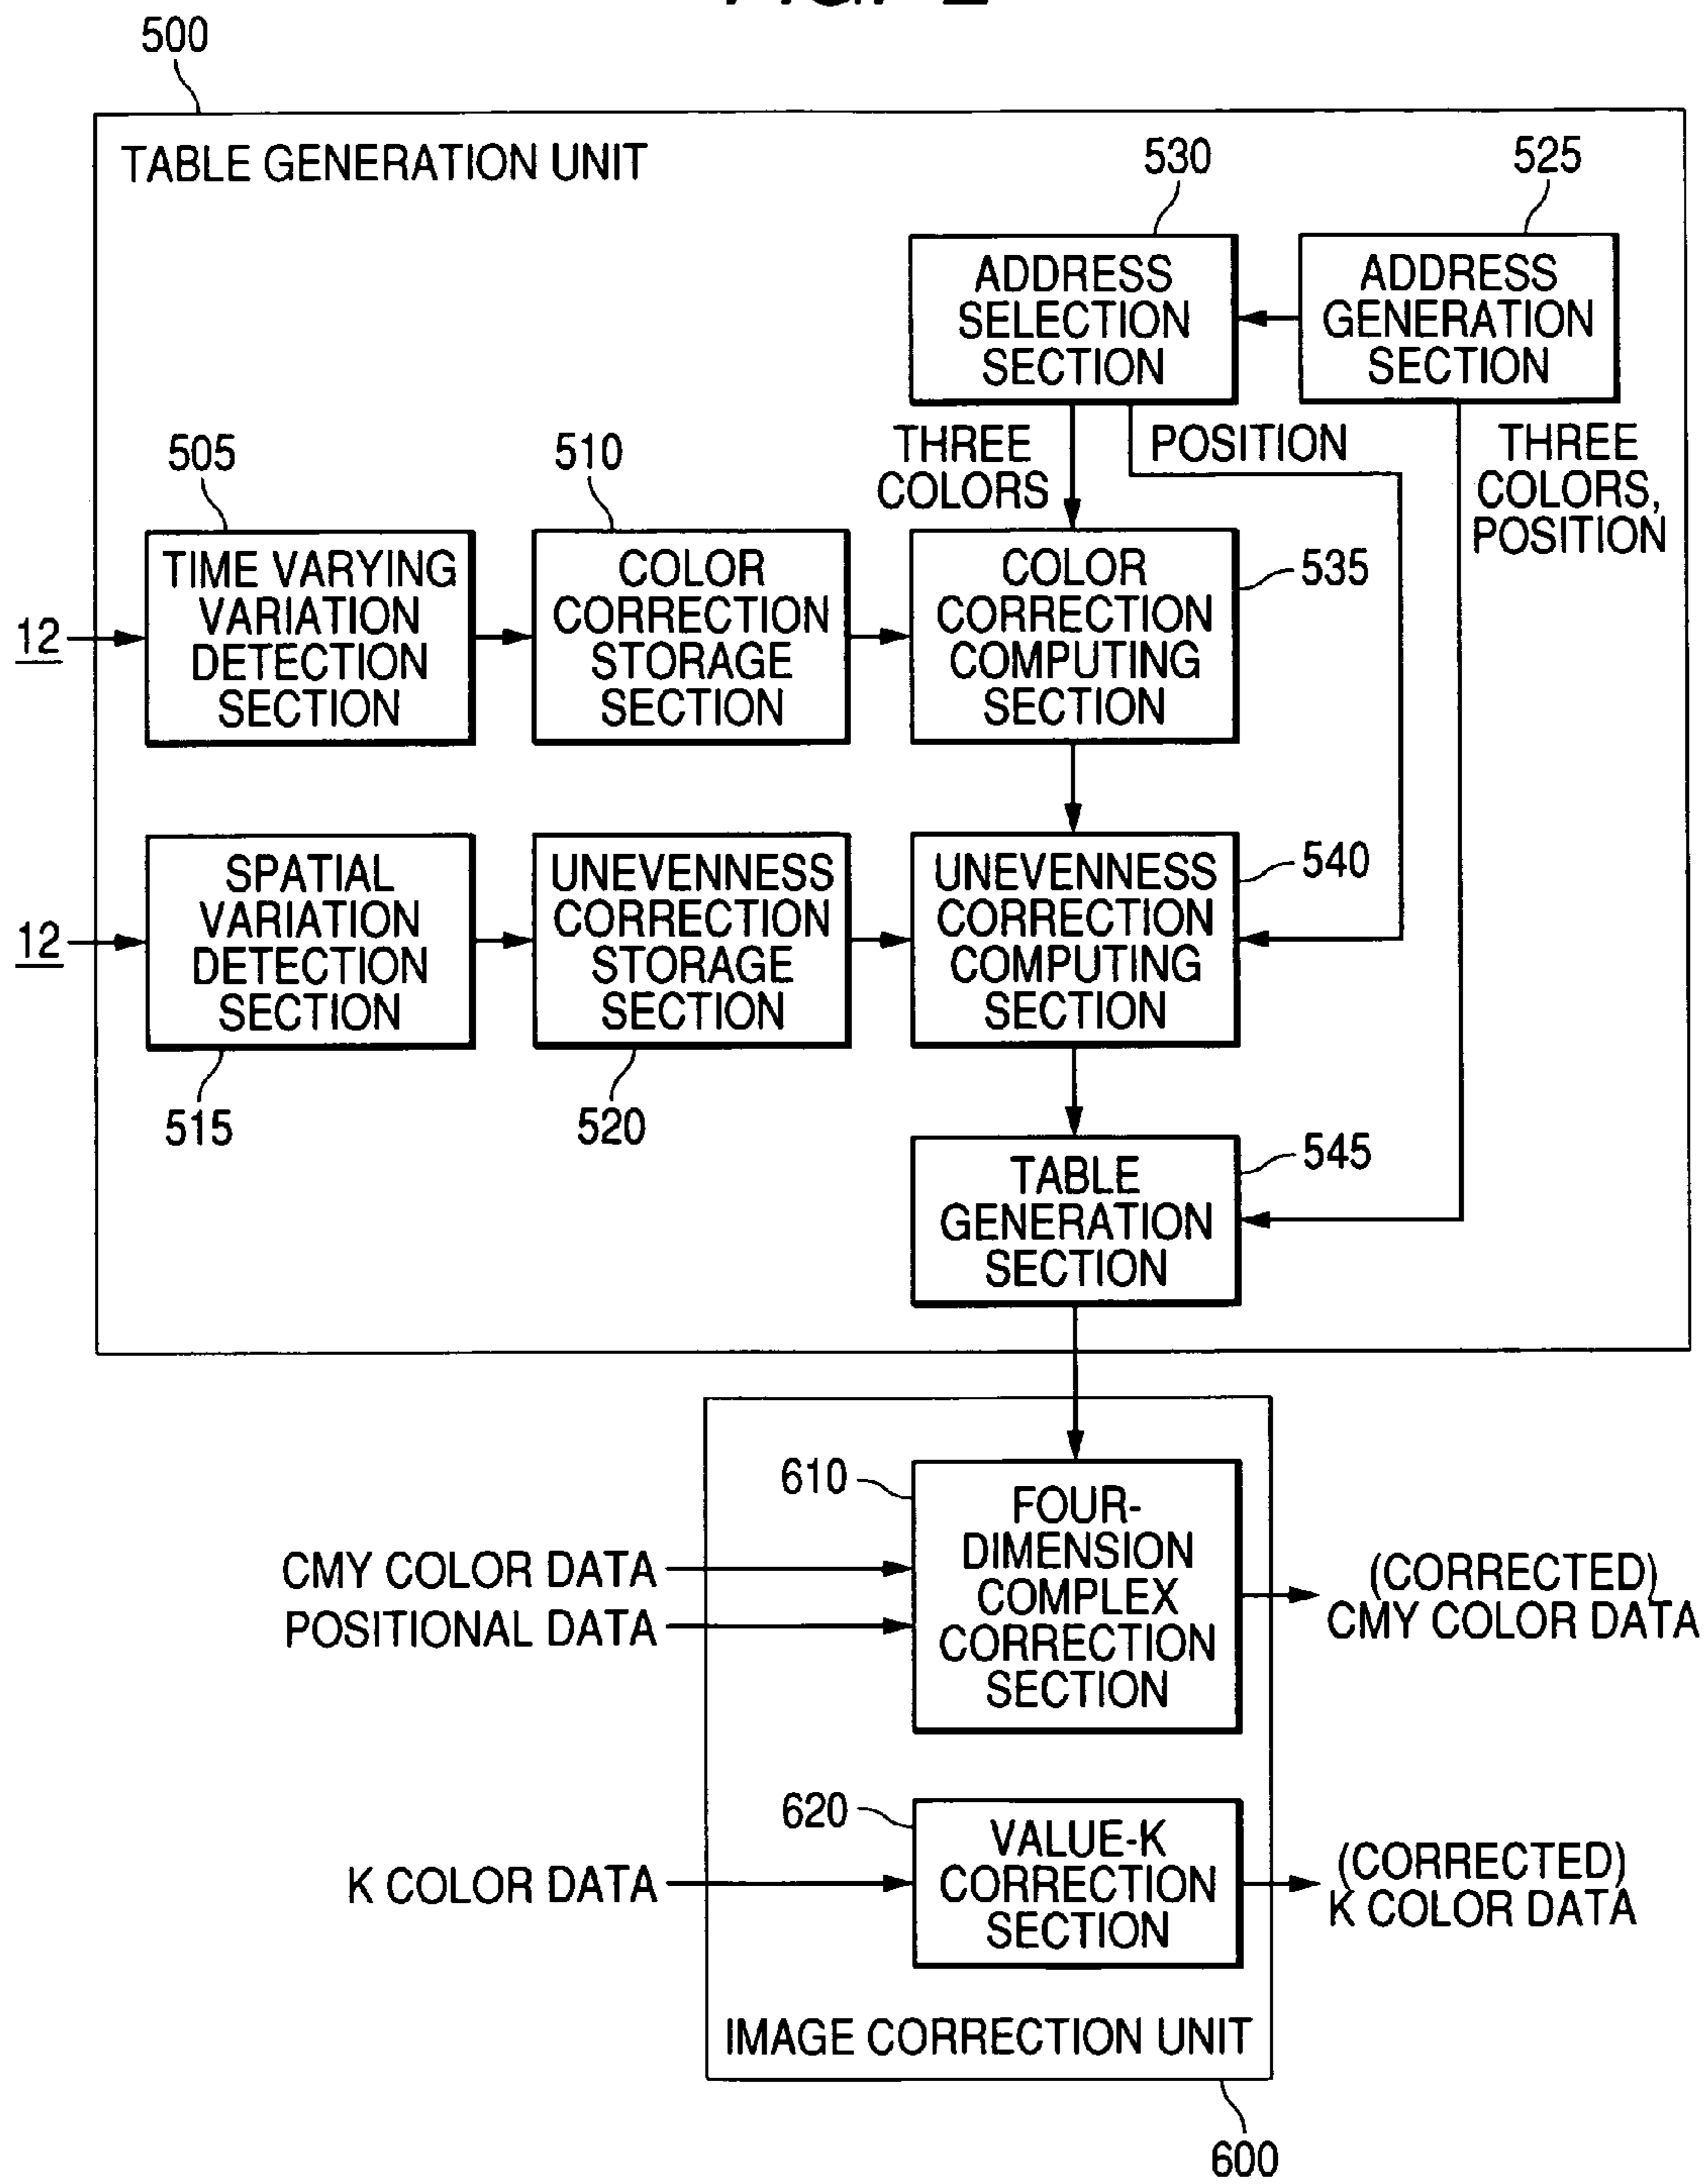 500
TABLE GENERATION UNIT
530
525
ADDRESS
SELECTION
SECTION
ADDRESS
GENERATION
SECTION
THREE
COLORS
POSITION
THREE
COLORS,
POSITION
505
510
12
TIME VARYING
VARIATION
DETECTION
SECTION
COLOR
CORRECTION
STORAGE
SECTION
COLOR
CORRECTION
COMPUTING
SECTION
535
12
SPATIAL
VARIATION
DETECTION
SECTION
UNEVENNESS
CORRECTION
STORAGE
SECTION
UNEVENNESS
CORRECTION
COMPUTING
SECTION
540
515
520
TABLE
GENERATION
SECTION
545
610
FOUR-
DIMENSION
COMPLEX
CORRECTION
SECTION
CMY COLOR DATA
POSITIONAL DATA
(CORRECTED)
CMY COLOR DATA
620
VALUE-K
CORRECTION
SECTION
K COLOR DATA
(CORRECTED)
K COLOR DATA
IMAGE CORRECTION UNIT
600